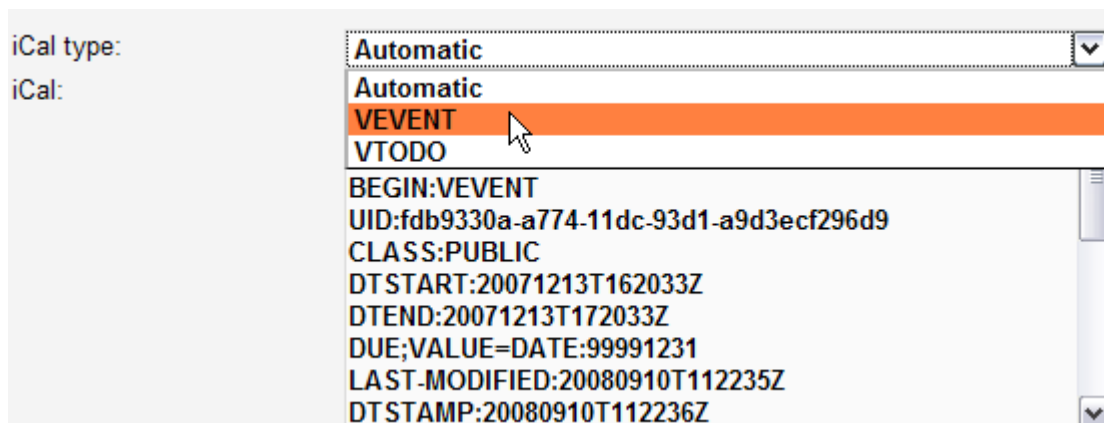 iCal type:
Automatic
iCal:
Automatic
VEVENT
VTODO
BEGIN:VEVENT
UID:fdb9330a-a774-11dc-93d1-a9d3ecf296d9
CLASS:PUBLIC
DTSTART:20071213T162033Z
DTEND:20071213T172033Z
DUE;VALUE=DATE:99991231
LAST-MODIFIED:20080910T112235Z
DTSTAMP:20080910T112236Z